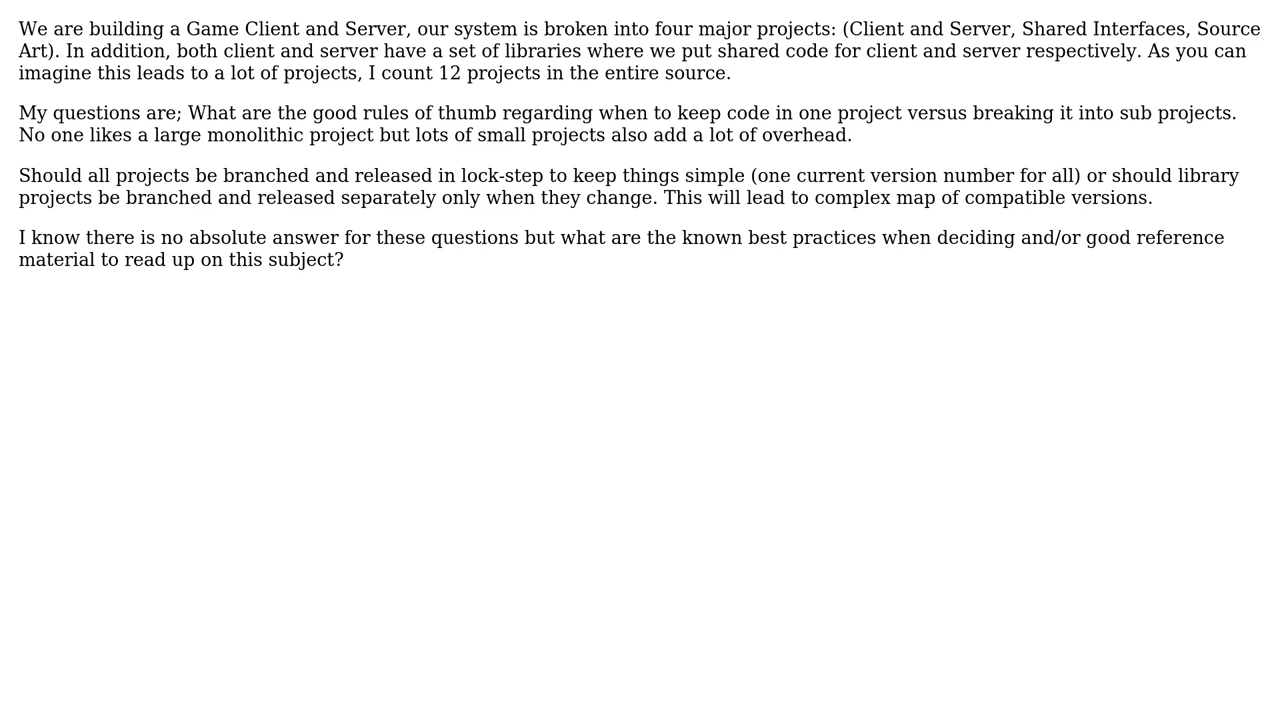 We are building a Game Client and Server, our system is broken into four major projects: (Client and Server, Shared Interfaces, Source
Art). In addition, both client and server have a set of libraries where we put shared code for client and server respectively. As you can
imagine this leads to a lot of projects, I count 12 projects in the entire source.
My questions are; What are the good rules of thumb regarding when to keep code in one project versus breaking it into sub projects.
No one likes a large monolithic project but lots of small projects also add a lot of overhead.
Should all projects be branched and released in lock-step to keep things simple (one current version number for all) or should library
projects be branched and released separately only when they change. This will lead to complex map of compatible versions.
I know there is no absolute answer for these questions but what are the known best practices when deciding and/or good reference
material to read up on this subject?